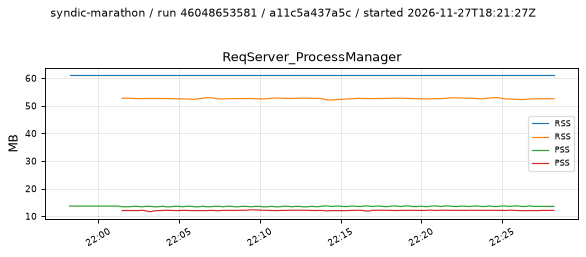 syndic-marathon / run 46048653581 / a11c5a437a5c / started 2026-11-27T18:21:27Z
ReqServer_ProcessManager
MB
60
50
40
30
20
10
RSS
RSS
PSS
PSS
22:00
22:05
22:10
22:15
22:20
22:25